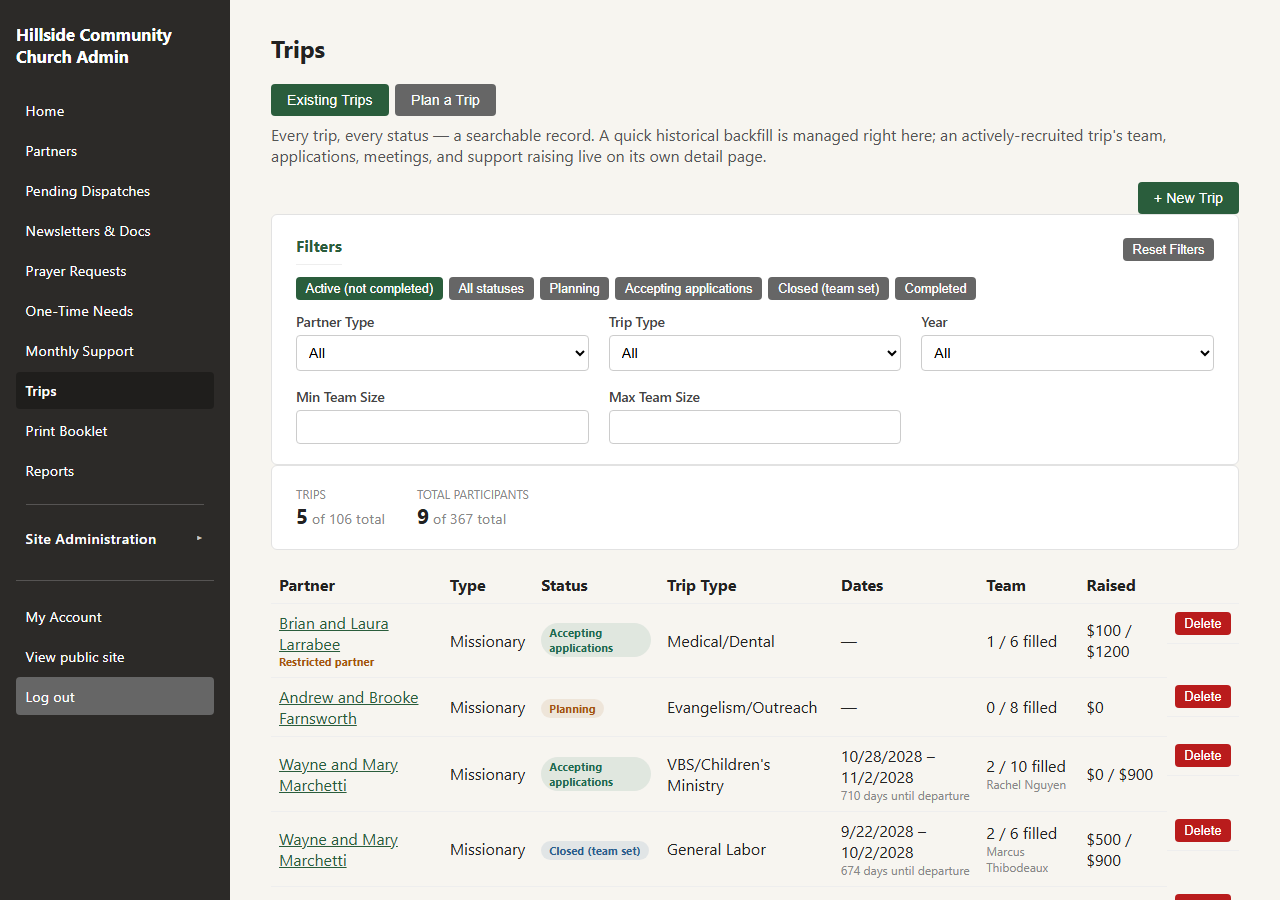 Hillside Community
Church Admin
Home
Partners
Pending Dispatches
Newsletters & Docs
Prayer Requests
One-Time Needs
Monthly Support
Trips
Print Booklet
Reports
Site Administration
My Account
View public site
Log out
Trips
Existing Trips
Plan a Trip
Every trip, every status — a searchable record. A quick historical backfill is managed right here; an actively-recruited trip's team,
applications, meetings, and support raising live on its own detail page.
+ New Trip
Filters
Reset Filters
Active (not completed)
All statuses
Planning
Accepting applications
Closed (team set)
Completed
Partner Type
Trip Type
Year
All
All
All
Min Team Size
Max Team Size
TRIPS
TOTAL PARTICIPANTS
5 of 106 total
9 of 367 total
Partner Type Status Trip Type Dates Team Raised
Brian and Laura
Larrabee
Restricted partner
Missionary
Accepting
applications
Medical/Dental
—
1 / 6 filled
$100 /
$1200
Delete
Andrew and Brooke
Farnsworth
Missionary
Planning
Evangelism/Outreach
—
0 / 8 filled
$0
Delete
Wayne and Mary
Marchetti
Missionary
Accepting
applications
VBS/Children's
Ministry
10/28/2028 –
11/2/2028
710 days until departure
2 / 10 filled
Rachel Nguyen
$0 / $900
Delete
Wayne and Mary
Marchetti
Missionary
Closed (team set)
General Labor
9/22/2028 –
10/2/2028
674 days until departure
2 / 6 filled
Marcus
Thibodeaux
$500 /
$900
Delete